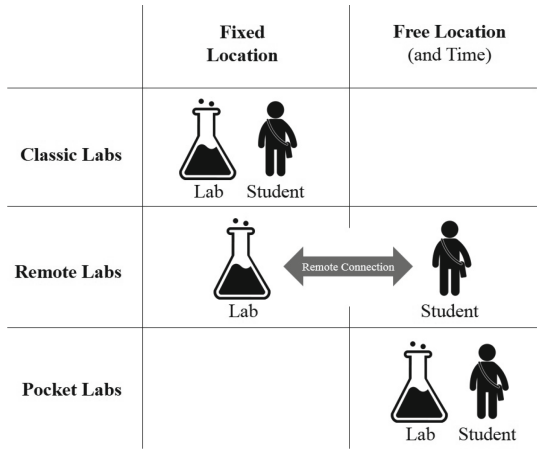 Fixed
Location
Free Location
(and Time)
Classic Labs
Lab
Student
Remote Labs
Remote Connection
Lab
Student
Pocket Labs
Lab
Student